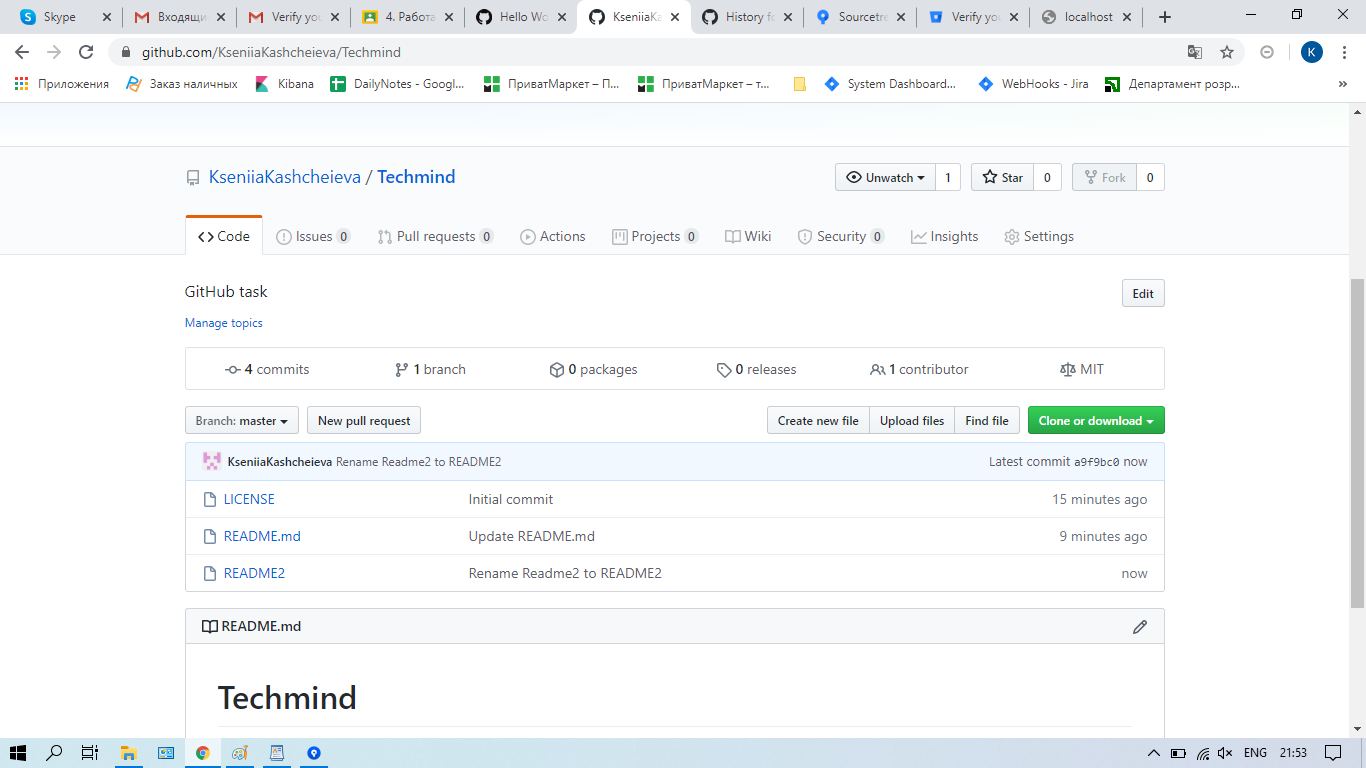 Skype
Входящи
Verify you
4. Работа
Hello Wo
KseniiaKa
History fo
Sourcetre
Verify you
localhost
github.com/KseniiaKashcheieva/Techmind
K
Приложения
Заказ наличных
Kibana
DailyNotes - Googl...
ПриватМаркет – П...
ПриватМаркет – т...
System Dashboard...
WebHooks - Jira
Департамент розр...
»
KseniiaKashcheieva / Techmind
Unwatch 1
Star 0
Fork 0
Code
Issues 0
Pull requests 0
Actions
Projects 0
Wiki
Security 0
Insights
Settings
GitHub task
Edit
Manage topics
4 commits
1 branch
0 packages
0 releases
1 contributor
MIT
Branch: master
New pull request
Create new file
Upload files
Find file
Clone or download
KseniiaKashcheieva Rename Readme2 to README2
Latest commit a9f9bc0 now
LICENSE
Initial commit
15 minutes ago
README.md
Update README.md
9 minutes ago
README2
Rename Readme2 to README2
now
README.md
Techmind
ENG
21:53